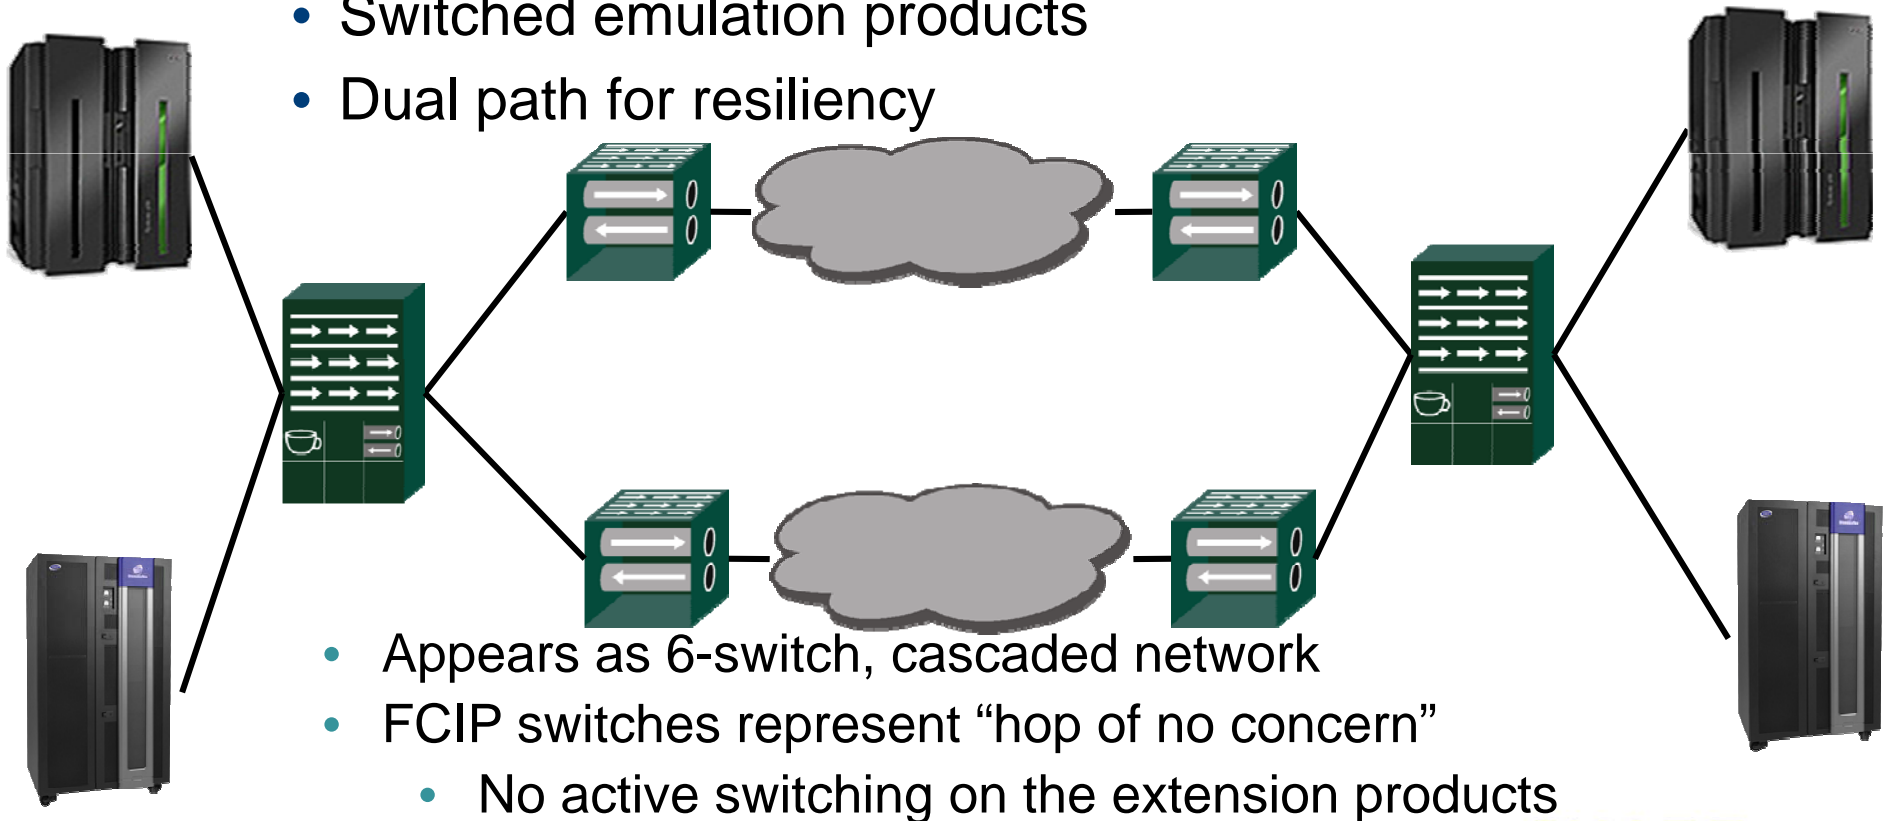 • Switched emulation products
• Dual path for resiliency
• Appears as 6-switch, cascaded network
• FCIP switches represent “hop of no concern”
• No active switching on the extension products